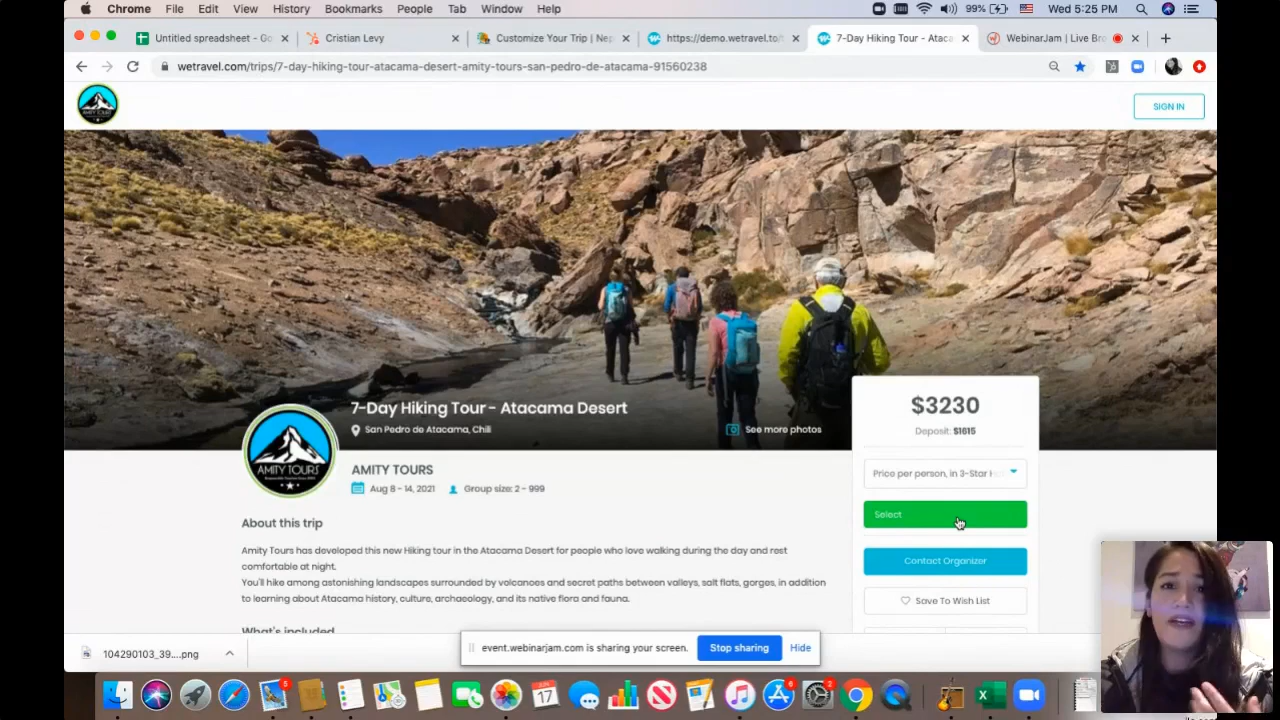 Chrome File Edit View History Bookmarks People Tab Window Help 99% Wed 5:25 PM
Untitled spreadsheet - Go
Cristian Levy
Customize Your Trip | Nep
https://demo.wetravel.to/t
7-Day Hiking Tour - Ataca
WebinarJam | Live Bro
wetravel.com/trips/7-day-hiking-tour-atacama-desert-amity-tours-san-pedro-de-atacama-91560238
SIGN IN
7-Day Hiking Tour - Atacama Desert
San Pedro de Atacama, Chili
See more photos
AMITY TOURS
AMITY TOURS
Aug 8 - 14, 2021 Group size: 2 - 999
$3230
Deposit: $1615
Price per person, in 3-Star
Select
Contact Organizer
Save To Wish List
About this trip
Amity Tours has developed this new Hiking tour in the Atacama Desert for people who love walking during the day and rest
comfortable at night.
You'll hike among astonishing landscapes surrounded by volcanoes and secret paths between valleys, salt flats, gorges, in addition
to learning about Atacama history, culture, archaeology, and its native flora and fauna.
What's included
104290103_39....png
event.webinarjam.com is sharing your screen. Stop sharing Hide
5
JUN
17
6
2